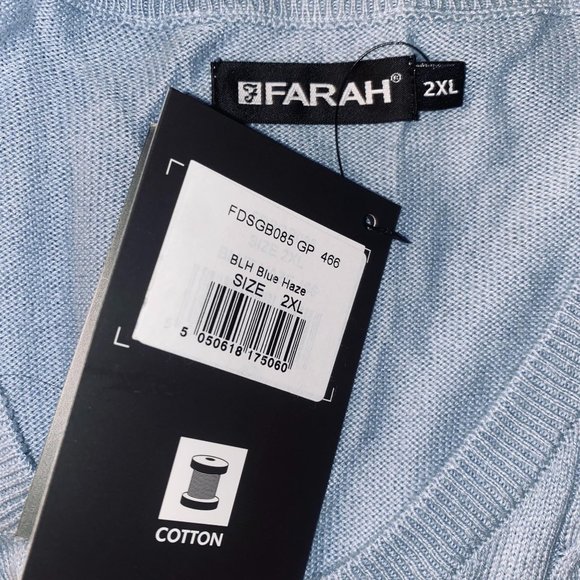 FARAH®
2XL
FDSGB085 GP 466
BLH Blue Haze
SIZE 2XL
5 050618 175060
COTTON